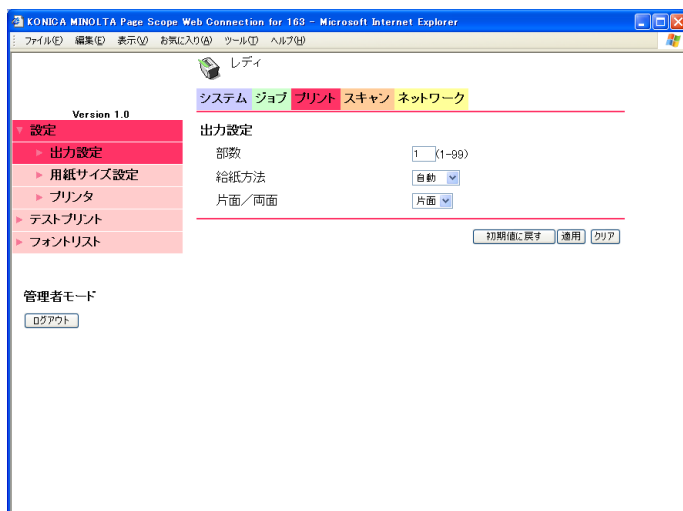 KONICA MINOLTA Page Scope Web Connection for 163 - Microsoft Internet Explorer
ファイル(F) 編集(E) 表示(V) お気に入り(A) ツール(T) ヘルプ(H)
レディ
システム ジョブ プリント スキャン ネットワーク
Version 1.0
設定
出力設定
用紙サイズ設定
プリンタ
テストプリント
フォントリスト
管理者モード
ログアウト
出力設定
部数 1 (1-99)
給紙方法 自動
片面／両面 片面
初期値に戻す 適用 クリア